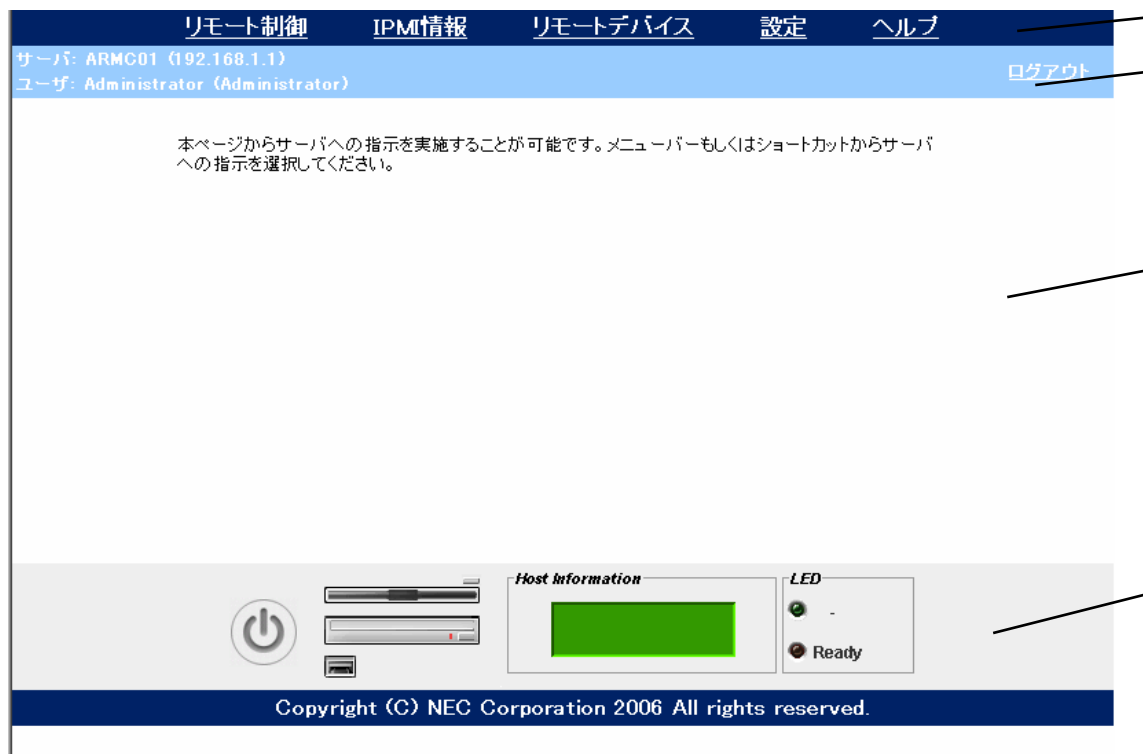 リモート制御 IPMI情報 リモートデバイス 設定 ヘルプ
サーバ: ARMC01 (192.168.1.1)
ユーザ: Administrator (Administrator)
ログアウト
本ページからサーバへの指示を実施することが可能です。メニューバーもしくはショートカットからサーバ
への指示を選択してください。
Host Information
LED
-
Ready
Copyright (C) NEC Corporation 2006 All rights reserved.